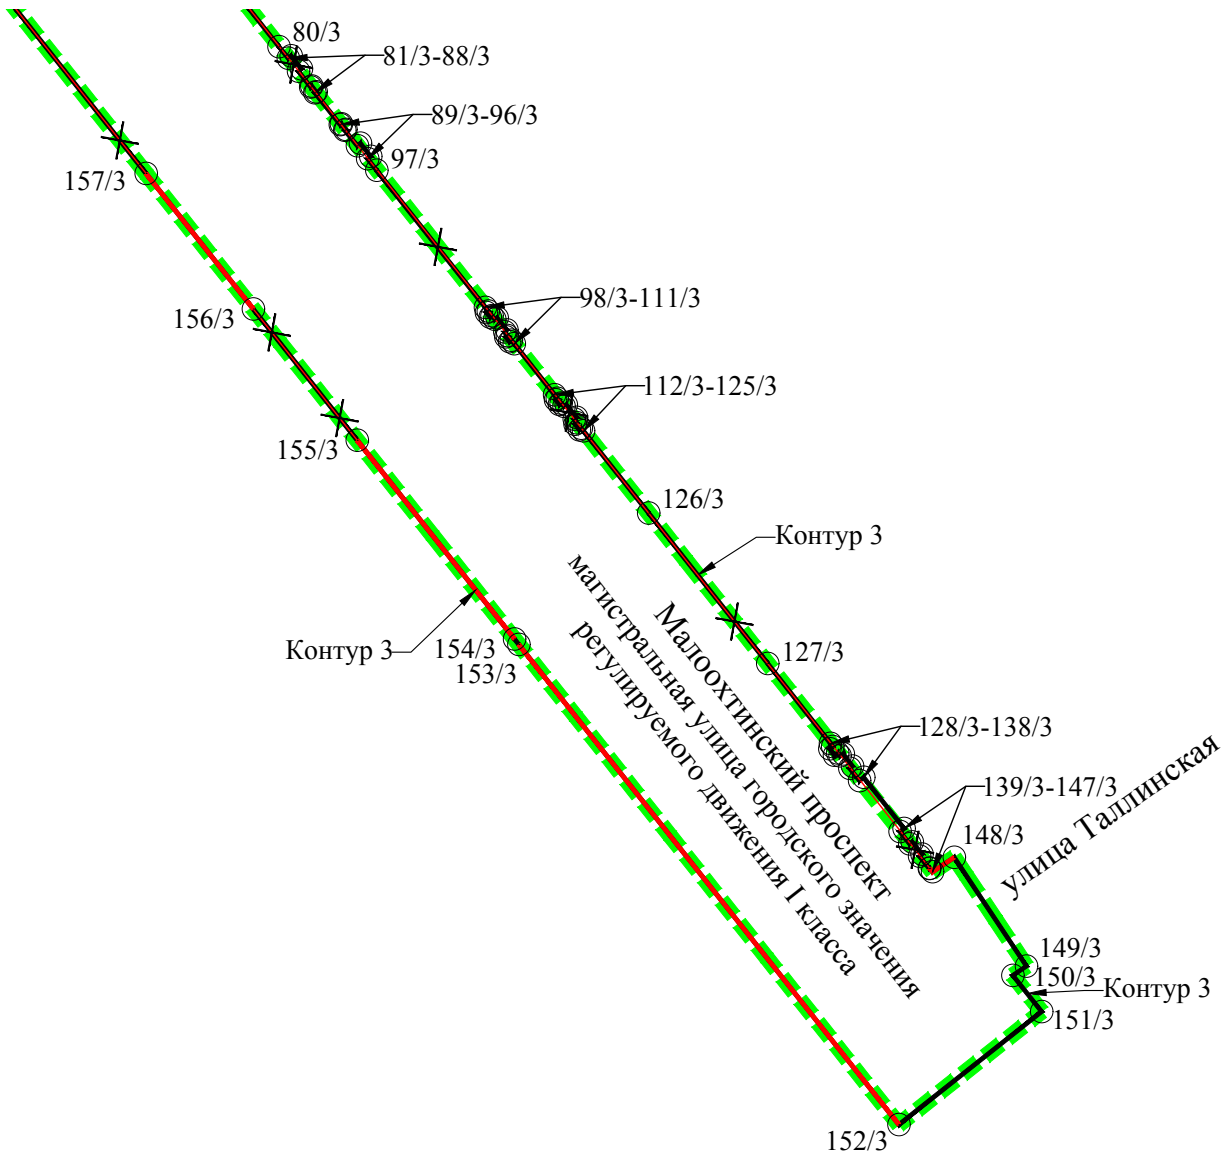 80/3
81/3-88/3
89/3-96/3
97/3
157/3
98/3-111/3
156/3
112/3-125/3
155/3
126/3
Контур 3
Контур 3
154/3
153/3
127/3
Малоохтинский проспект
магистральная улица городского значения
регулируемого движения I класса
128/3-138/3
139/3-147/3
148/3
улица Таллинская
149/3
150/3
Контур 3
151/3
152/3